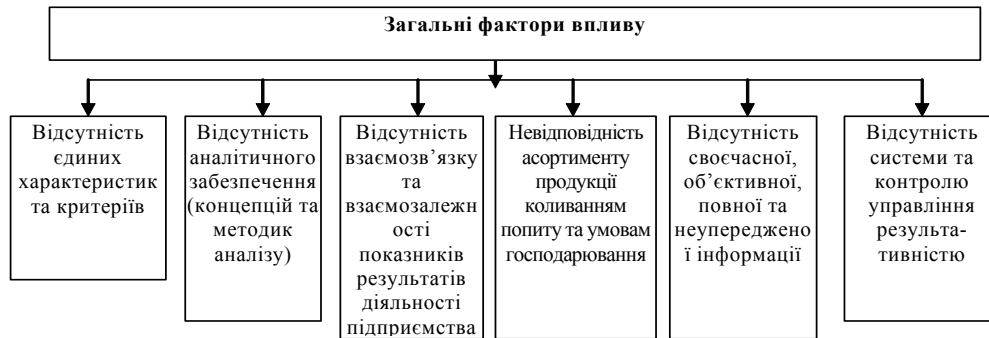 Загальні фактори впливу
Відсутність
єдиних
характеристик
та критеріїв
Відсутність
аналітичного
забезпечення
(концепцій та
методик
аналізу)
Відсутність
взаємозв’язку
та
взаємозалежн
ості
показників
результатів
діяльності
підприємства
Невідповідність
асортименту
продукції
коливанням
попиту та умовам
господарювання
Відсутність
своєчасної,
об’єктивної,
повної та
неупереджено
ї інформації
Відсутність
системи та
контролю
управління
результа-
тивністю